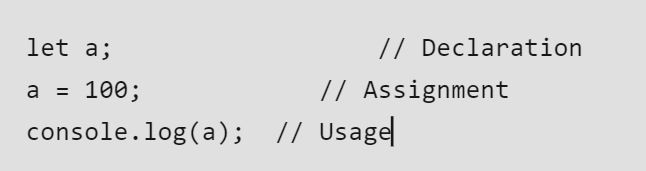 let a;                  // Declaration
a = 100;            // Assignment
console.log(a);  // Usage